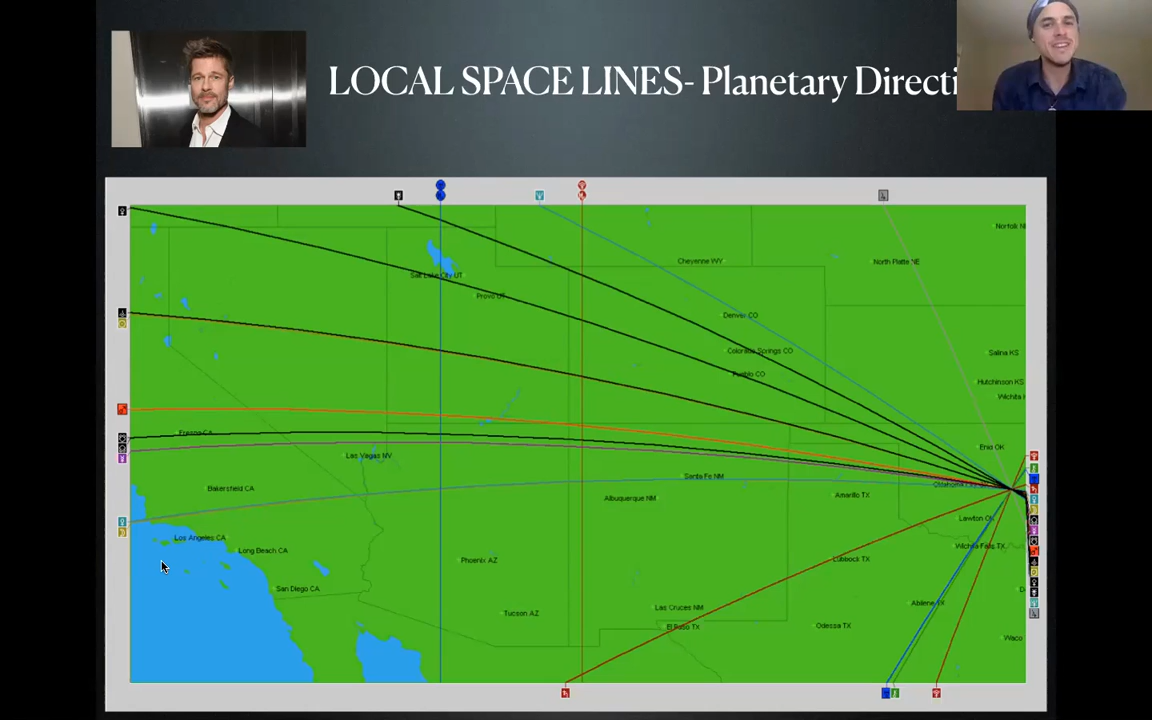 LOCAL SPACE LINES- Planetary Directi
Norfolk N
Cheyenne WY
North Platte NE
Salt Lake City UT
Provo UT
Denver CO
Colorado Springs CO
Salina KS
Pueblo CO
Hutchinson KS
Wichita
Fresno CA
Enid OK
Las Vegas NV
Santa Fe NM
Bakersfield CA
Albuquerque NM
Amarillo TX
Oklahoma
Lawton OK
Los Angeles CA
Long Beach CA
Wichita Falls TX
Phoenix AZ
Lubbock TX
San Diego CA
Abilene TX
Tucson AZ
Las Cruces NM
El Paso TX
Odessa TX
Waco